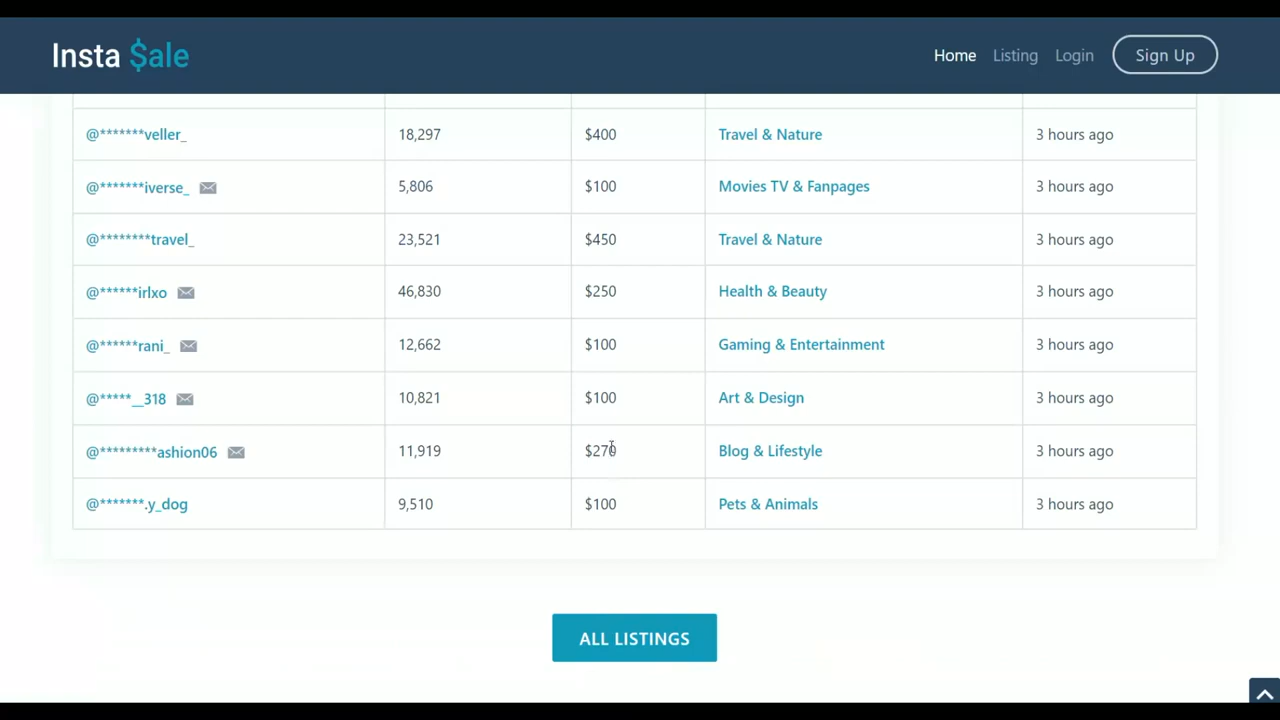 Insta $ale Home Listing Login Sign Up
@*******veller_ 18,297 $400 Travel & Nature 3 hours ago
@*******iverse_ 5,806 $100 Movies TV & Fanpages 3 hours ago
@********travel_ 23,521 $450 Travel & Nature 3 hours ago
@******irlxo 46,830 $250 Health & Beauty 3 hours ago
@******rani_ 12,662 $100 Gaming & Entertainment 3 hours ago
@*****__318 10,821 $100 Art & Design 3 hours ago
@*********ashion06 11,919 $270 Blog & Lifestyle 3 hours ago
@*******.y_dog 9,510 $100 Pets & Animals 3 hours ago
ALL LISTINGS